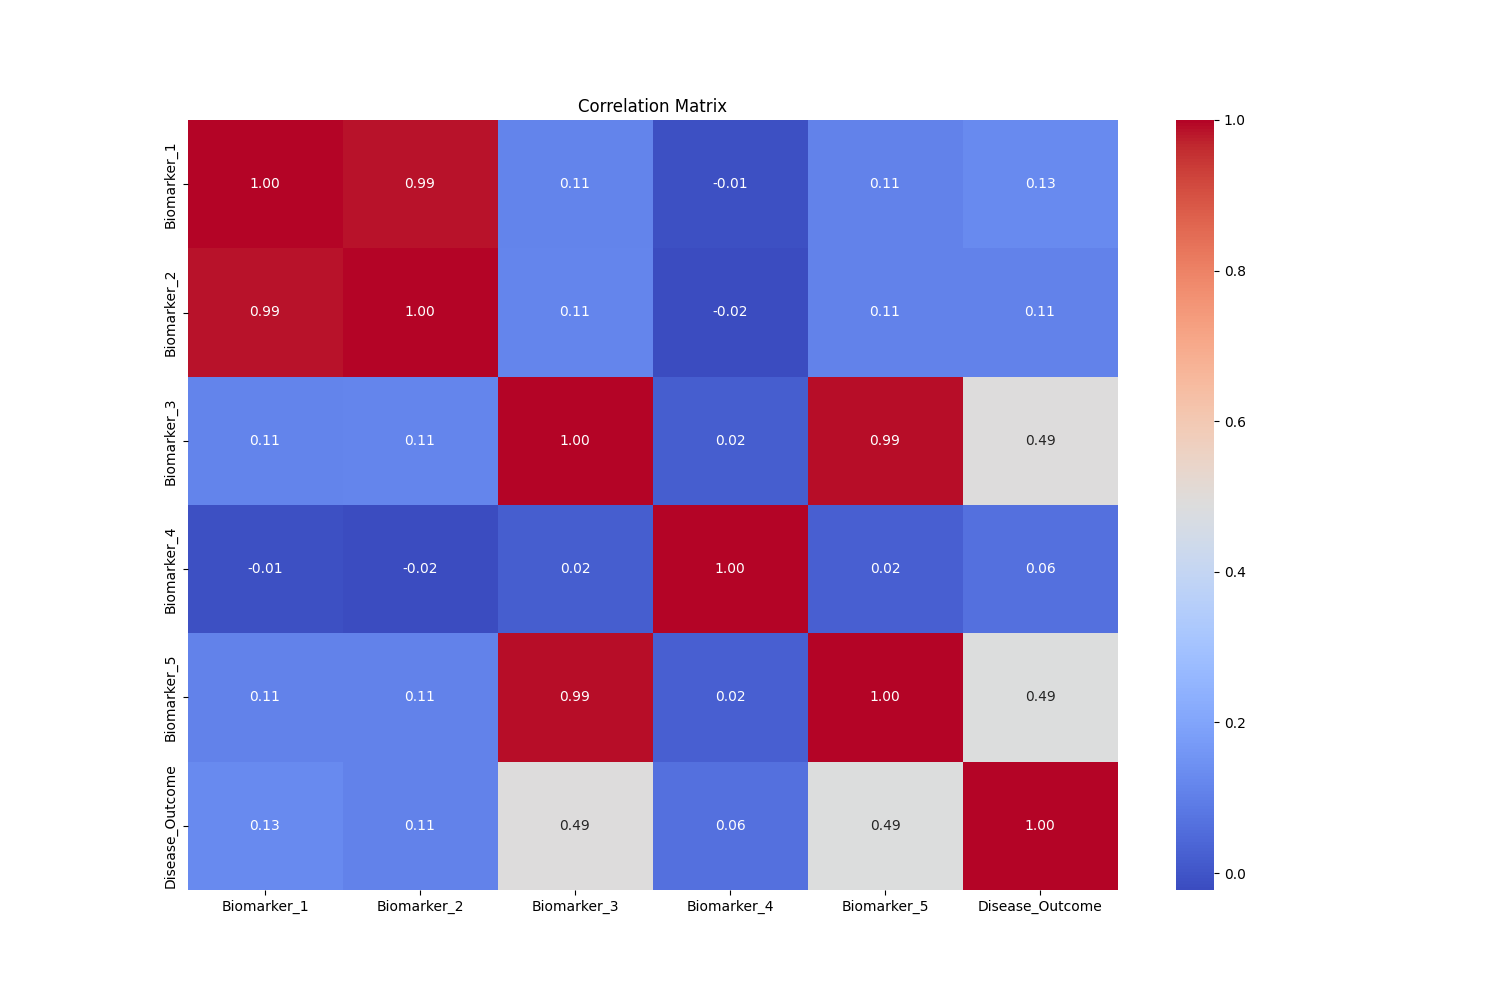 Correlation Matrix
Biomarker_1 1.00 0.99 0.11 -0.01 0.11 0.13
Biomarker_2 0.99 1.00 0.11 -0.02 0.11 0.11
Biomarker_3 0.11 0.11 1.00 0.02 0.99 0.49
Biomarker_4 -0.01 -0.02 0.02 1.00 0.02 0.06
Biomarker_5 0.11 0.11 0.99 0.02 1.00 0.49
Disease_Outcome 0.13 0.11 0.49 0.06 0.49 1.00
Biomarker_1 Biomarker_2 Biomarker_3 Biomarker_4 Biomarker_5 Disease_Outcome
1.0
0.8
0.6
0.4
0.2
0.0